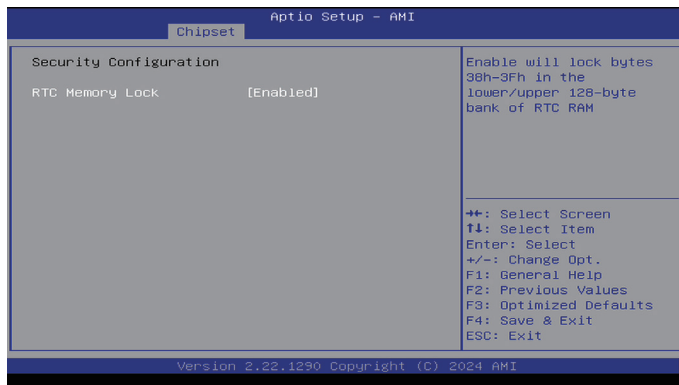 Aptio Setup – AMI
Chipset
Security Configuration
RTC Memory Lock [Enabled]
Enable will lock bytes
38h-3Fh in the
lower/upper 128-byte
bank of RTC RAM
→←: Select Screen
↑↓: Select Item
Enter: Select
+/-: Change Opt.
F1: General Help
F2: Previous Values
F3: Optimized Defaults
F4: Save & Exit
ESC: Exit
Version 2.22.1290 Copyright (C) 2024 AMI